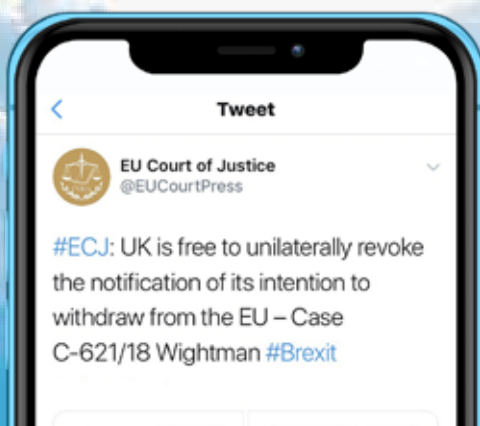 Tweet
EU Court of Justice
@EUCourtPress
#ECJ: UK is free to unilaterally revoke
the notification of its intention to
withdraw from the EU – Case
C-621/18 Wightman #Brexit